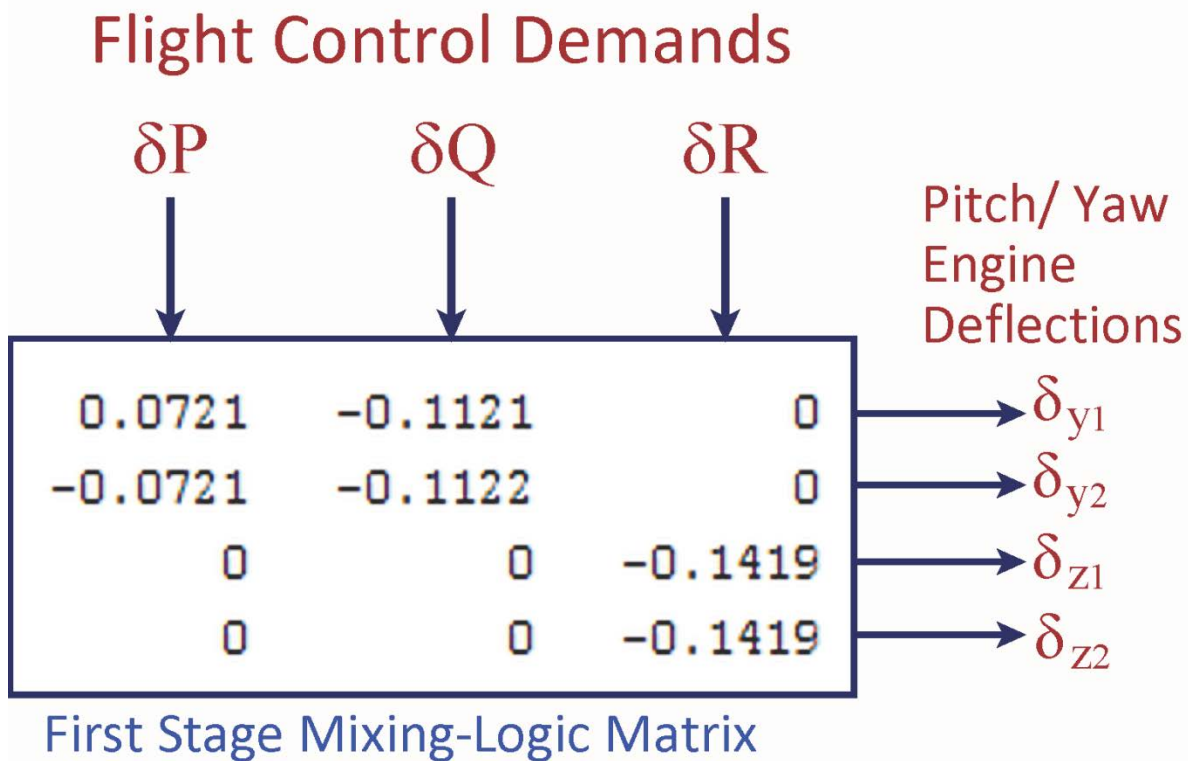 Flight Control Demands
δP δQ δR
Pitch/ Yaw
Engine
Deflections
0.0721 -0.1121 0 δy1
-0.0721 -0.1122 0 δy2
0 0 -0.1419 δz1
0 0 -0.1419 δz2
First Stage Mixing-Logic Matrix